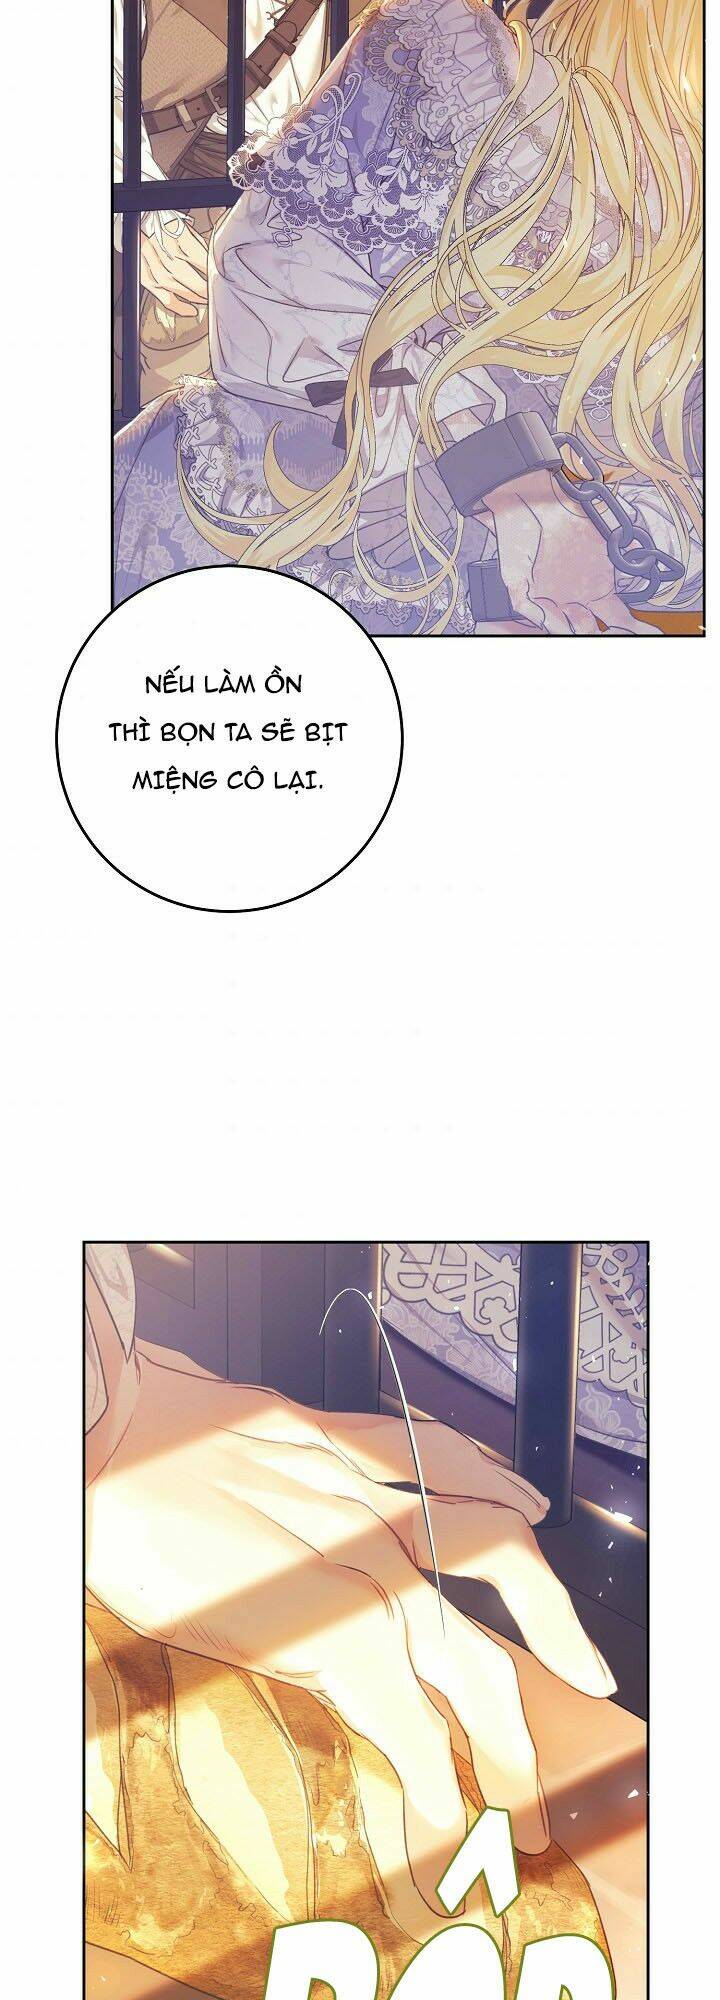 NẾU LÀM ỒN
THÌ BỌN TA SẼ BỊT
MIỆNG CÔ LẠI.